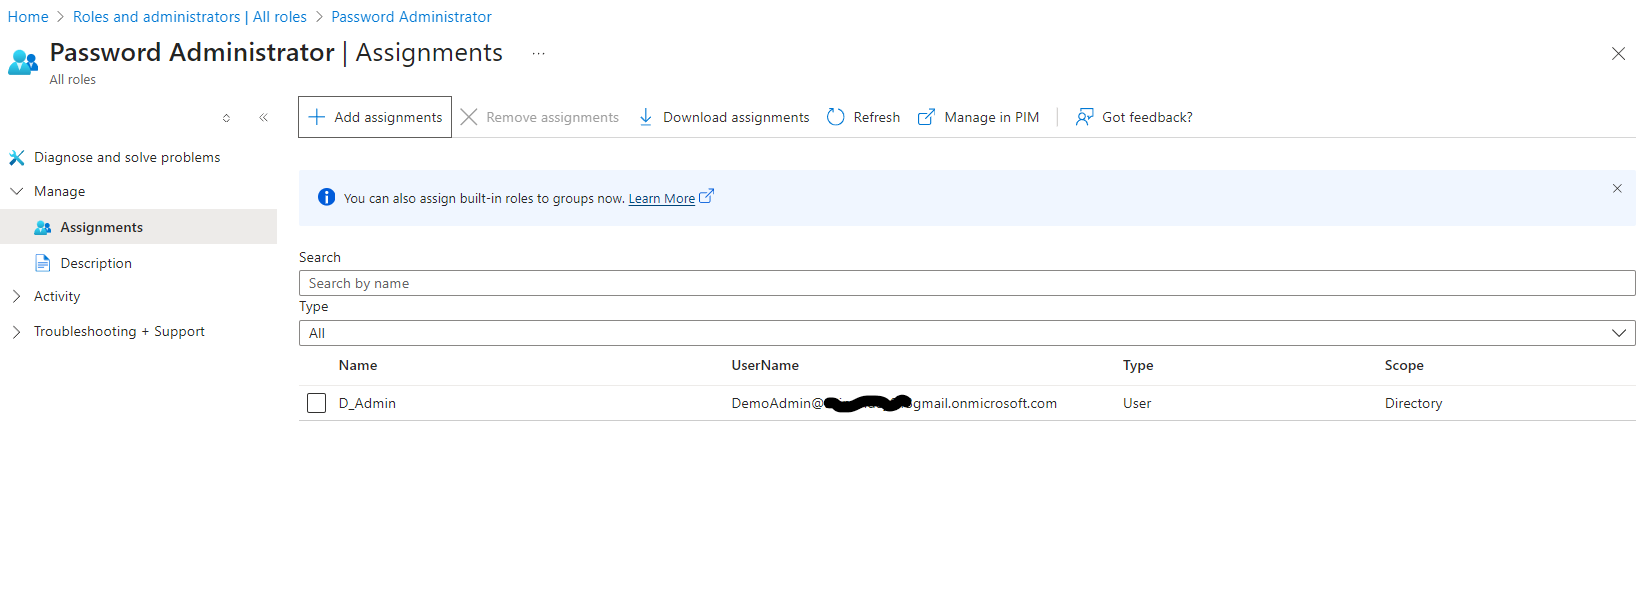 Home > Roles and administrators | All roles > Password Administrator
Password Administrator | Assignments ...
All roles
Add assignments Remove assignments Download assignments Refresh Manage in PIM Got feedback?
Diagnose and solve problems
Manage
Assignments
Description
Activity
Troubleshooting + Support
You can also assign built-in roles to groups now. Learn More
Search
Search by name
Type
All
Name UserName Type Scope
D_Admin DemoAdmin@ gmail.onmicrosoft.com User Directory